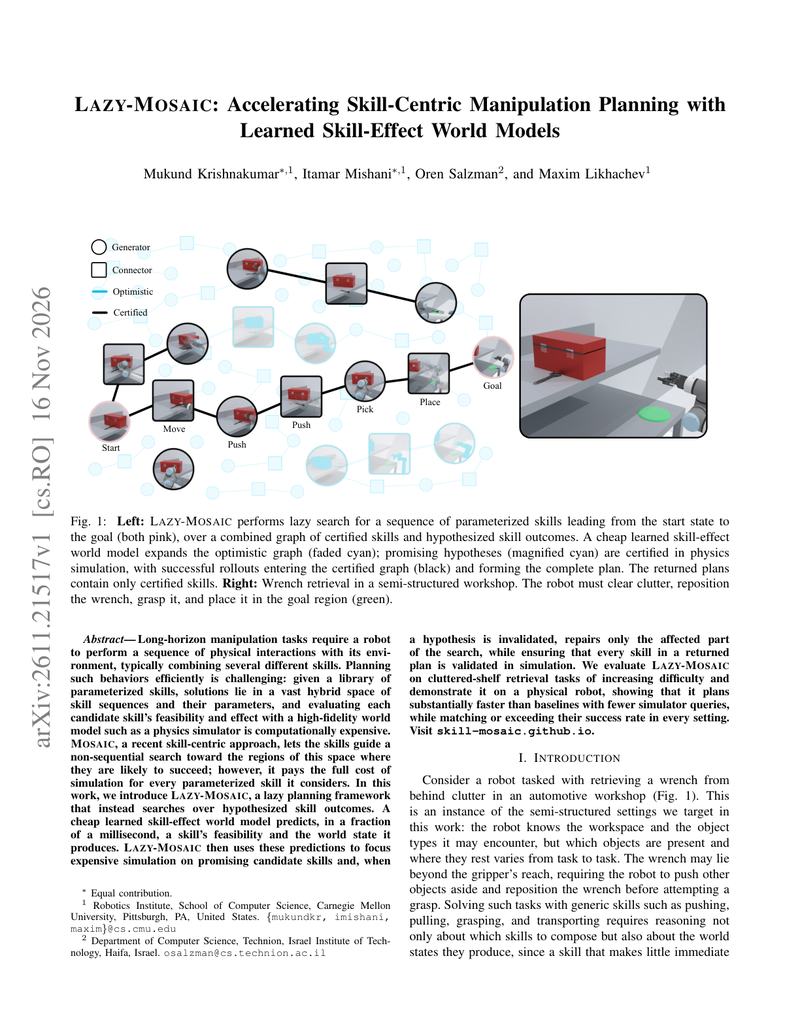 LAZY-MOSAIC: Accelerating Skill-Centric Manipulation Planning with
Learned Skill-Effect World Models
Mukund Krishnakumar*,1, Itamar Mishani*,1, Oren Salzman2, and Maxim Likhachev1
arXiv:2611.21517v1 [cs.RO] 16 Nov 2026
Generator
Connector
Optimistic
Certified
Start
Move
Push
Push
Pick
Place
Goal
Fig. 1: Left: LAZY-MOSAIC performs lazy search for a sequence of parameterized skills leading from the start state to
the goal (both pink), over a combined graph of certified skills and hypothesized skill outcomes. A cheap learned skill-effect
world model expands the optimistic graph (faded cyan); promising hypotheses (magnified cyan) are certified in physics
simulation, with successful rollouts entering the certified graph (black) and forming the complete plan. The returned plans
contain only certified skills. Right: Wrench retrieval in a semi-structured workshop. The robot must clear clutter, reposition
the wrench, grasp it, and place it in the goal region (green).
Abstract—Long-horizon manipulation tasks require a robot
to perform a sequence of physical interactions with its envi-
ronment, typically combining several different skills. Planning
such behaviors efficiently is challenging: given a library of
parameterized skills, solutions lie in a vast hybrid space of
skill sequences and their parameters, and evaluating each
candidate skill's feasibility and effect with a high-fidelity world
model such as a physics simulator is computationally expensive.
MOSAIC, a recent skill-centric approach, lets the skills guide a
non-sequential search toward the regions of this space where
they are likely to succeed; however, it pays the full cost of
simulation for every parameterized skill it considers. In this
work, we introduce LAZY-MOSAIC, a lazy planning framework
that instead searches over hypothesized skill outcomes. A
cheap learned skill-effect world model predicts, in a fraction
of a millisecond, a skill's feasibility and the world state it
produces. LAZY-MOSAIC then uses these predictions to focus
expensive simulation on promising candidate skills and, when
* Equal contribution.
1 Robotics Institute, School of Computer Science, Carnegie Mellon
University, Pittsburgh, PA, United States. {mukundkr, imishani,
maxim}@cs.cmu.edu
2 Department of Computer Science, Technion, Israel Institute of Tech-
nology, Haifa, Israel. osalzman@cs.technion.ac.il
a hypothesis is invalidated, repairs only the affected part
of the search, while ensuring that every skill in a returned
plan is validated in simulation. We evaluate LAZY-MOSAIC
on cluttered-shelf retrieval tasks of increasing difficulty and
demonstrate it on a physical robot, showing that it plans
substantially faster than baselines with fewer simulator queries,
while matching or exceeding their success rate in every setting.
Visit skill-mosaic.github.io.
I. INTRODUCTION
Consider a robot tasked with retrieving a wrench from
behind clutter in an automotive workshop (Fig. 1). This
is an instance of the semi-structured settings we target in
this work: the robot knows the workspace and the object
types it may encounter, but which objects are present and
where they rest varies from task to task. The wrench may lie
beyond the gripper's reach, requiring the robot to push other
objects aside and reposition the wrench before attempting a
grasp. Solving such tasks with generic skills such as pushing,
pulling, grasping, and transporting requires reasoning not
only about which skills to compose but also about the world
states they produce, since a skill that makes little immediate